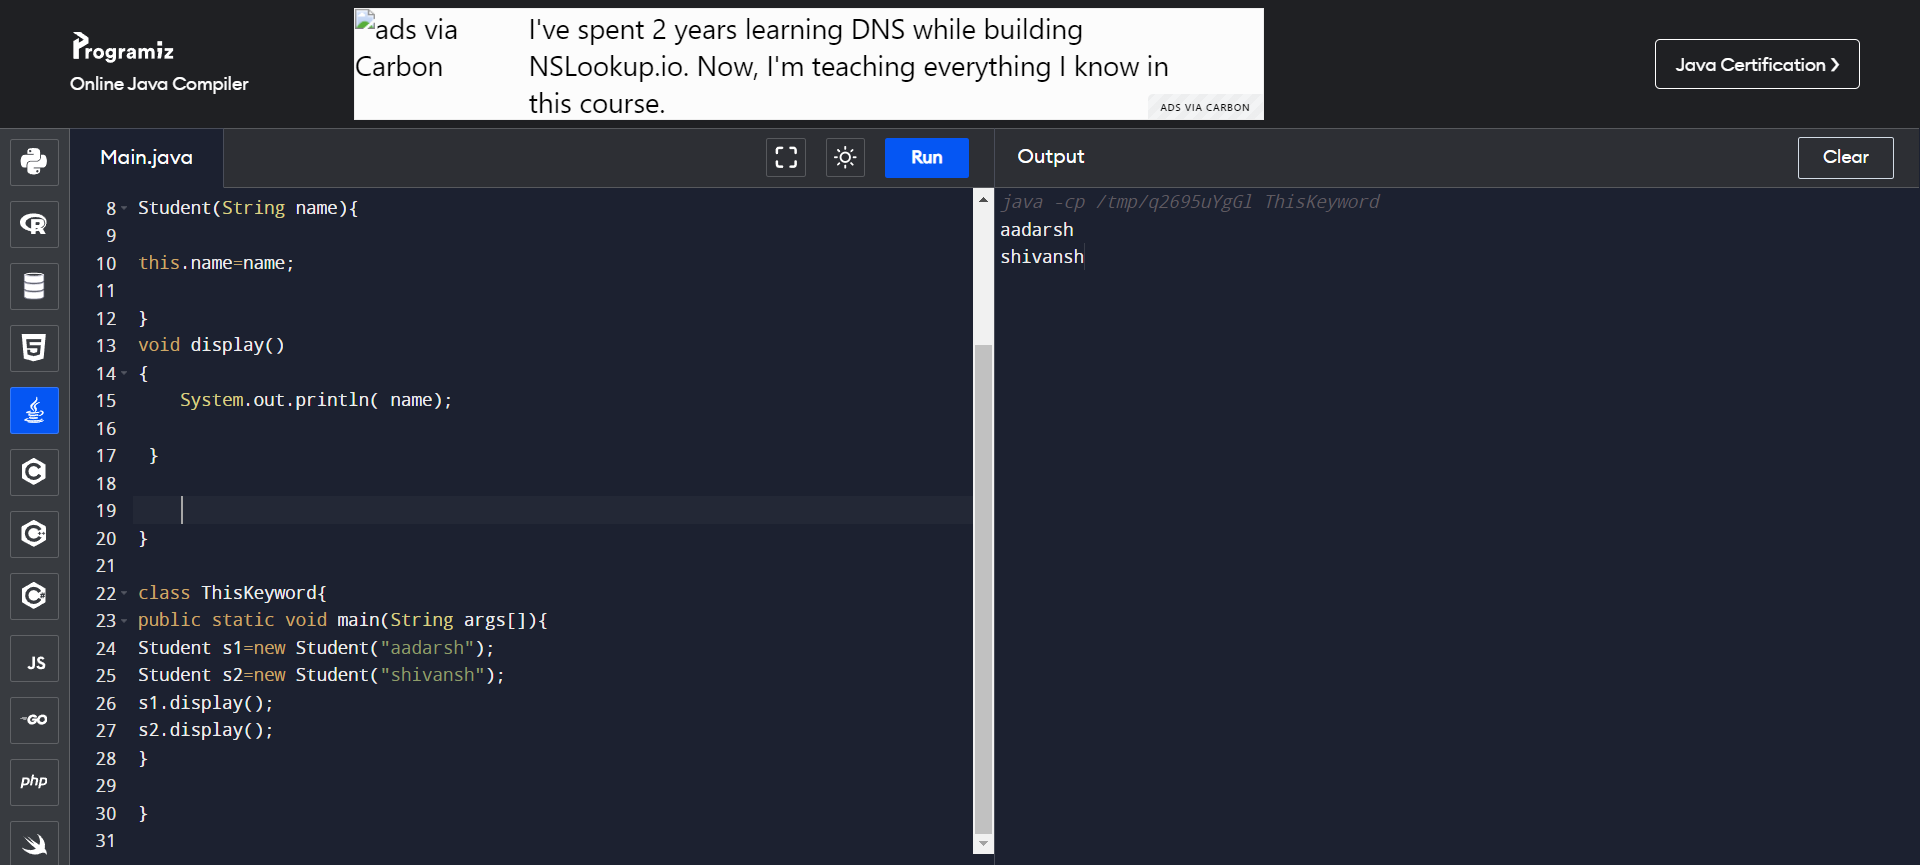 Programiz
Online Java Compiler
ads via
Carbon
I've spent 2 years learning DNS while building
NSLookup.io. Now, I'm teaching everything I know in
this course.
ADS VIA CARBON
Java Certification ❯
Main.java
Run
Output
Clear
8 Student(String name){
9
10 this.name=name;
11
12 }
13 void display()
14 {
15     System.out.println( name);
16
17  }
18
19
20 }
21
22 class ThisKeyword{
23 public static void main(String args[]){
24 Student s1=new Student("aadarsh");
25 Student s2=new Student("shivansh");
26 s1.display();
27 s2.display();
28 }
29
30 }
31
java -cp /tmp/q2695uYgGl ThisKeyword
aadarsh
shivansh
R
5
C
C++
C#
JS
GO
php